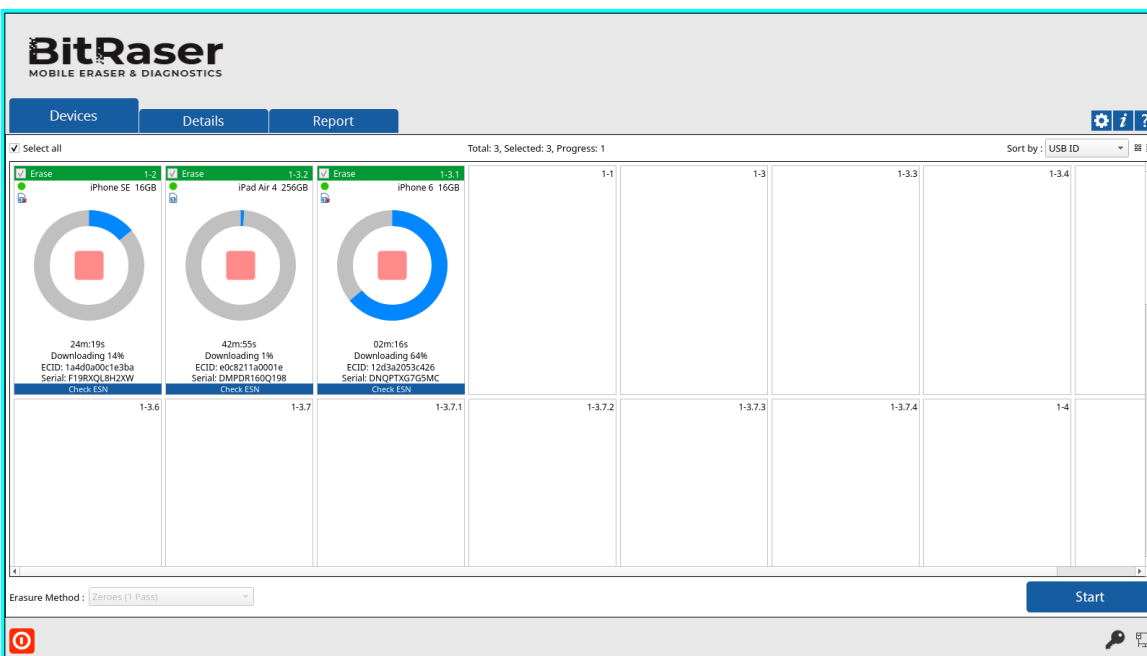 BitRaser
MOBILE ERASER & DIAGNOSTICS
Devices
Details
Report
i
?
Select all
Total: 3, Selected: 3, Progress: 1
Sort by : USB ID
Erase 1-2
iPhone SE 16GB
24m:19s
Downloading 14%
ECID: 1a4d0a00c1e3ba
Serial: F19RXQL8H2XW
Check ESN
Erase 1-3.2
iPad Air 4 256GB
42m:55s
Downloading 1%
ECID: e0c8211a0001e
Serial: DMPDR160Q198
Check ESN
Erase 1-3.1
iPhone 6 16GB
02m:16s
Downloading 64%
ECID: 12d3a2053c426
Serial: DNQPTXG7G5MC
Check ESN
1-1
1-3
1-3.3
1-3.4
1-3.6
1-3.7
1-3.7.1
1-3.7.2
1-3.7.3
1-3.7.4
1-4
Erasure Method : Zeroes (1 Pass)
Start